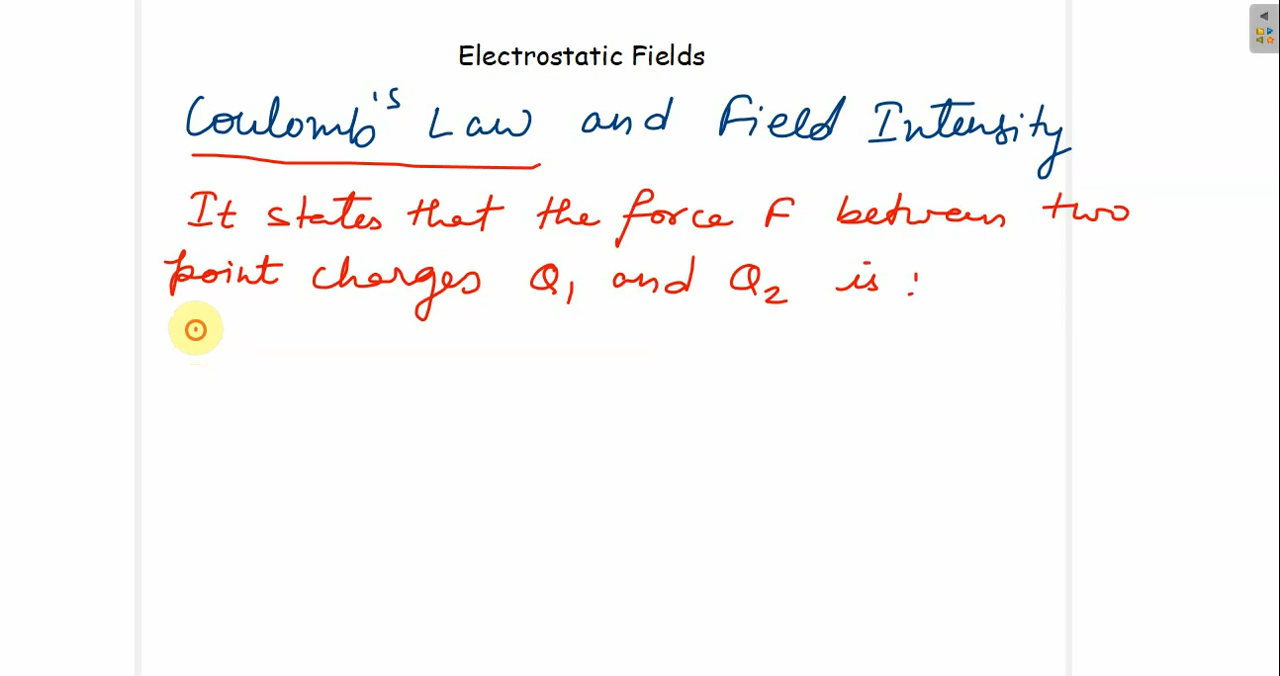 Electrostatic Fields
Coulomb's Law and Field Intensity
It states that the force F between two
point charges Q1 and Q2 is :